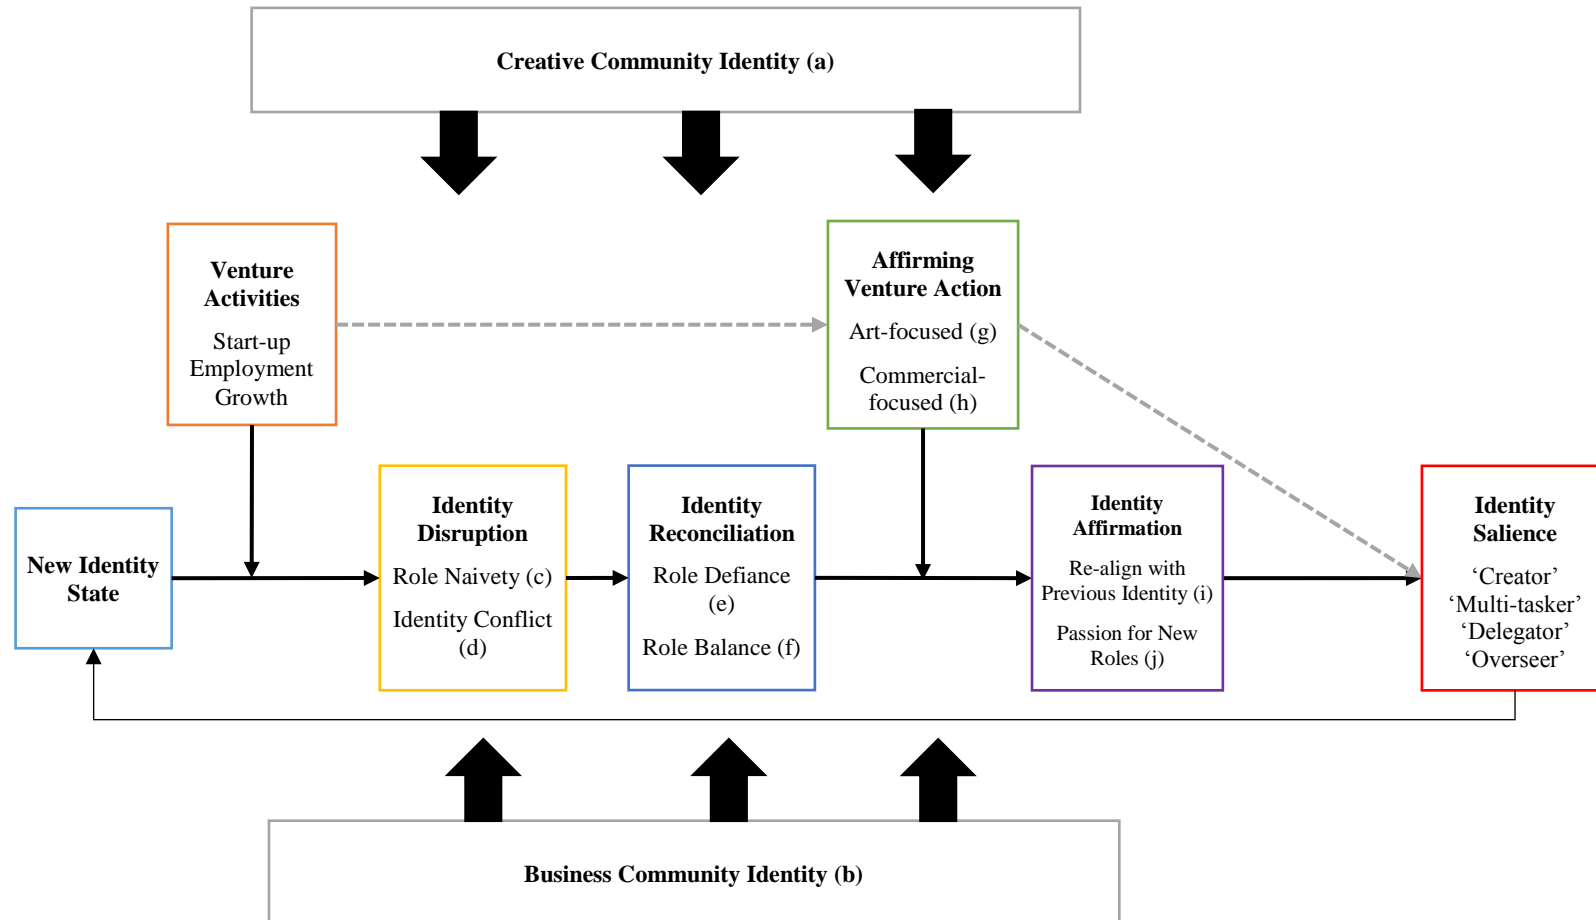 Creative Community Identity (a)
Venture
Activities
Start-up
Employment
Growth
Affirming
Venture Action
Art-focused (g)
Commercial-
focused (h)
New Identity
State
Identity
Disruption
Role Naivety (c)
Identity Conflict
(d)
Identity
Reconciliation
Role Defiance
(e)
Role Balance (f)
Identity
Affirmation
Re-align with
Previous Identity (i)
Passion for New
Roles (j)
Identity
Salience
‘Creator’
‘Multi-tasker’
‘Delegator’
‘Overseer’
Business Community Identity (b)